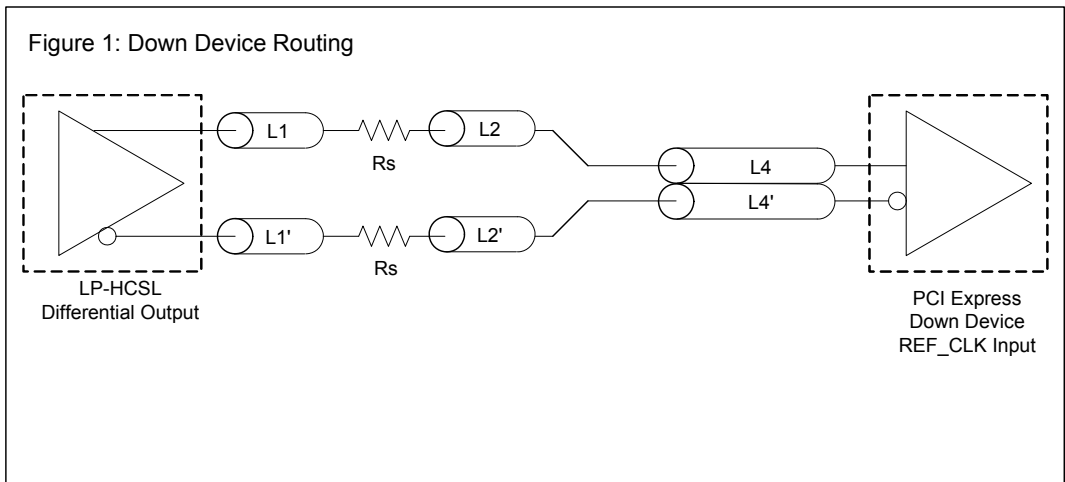 Figure 1: Down Device Routing
L1
Rs
L2
L4
L4'
L1'
Rs
L2'
LP-HCSL
Differential Output
PCI Express
Down Device
REF_CLK Input